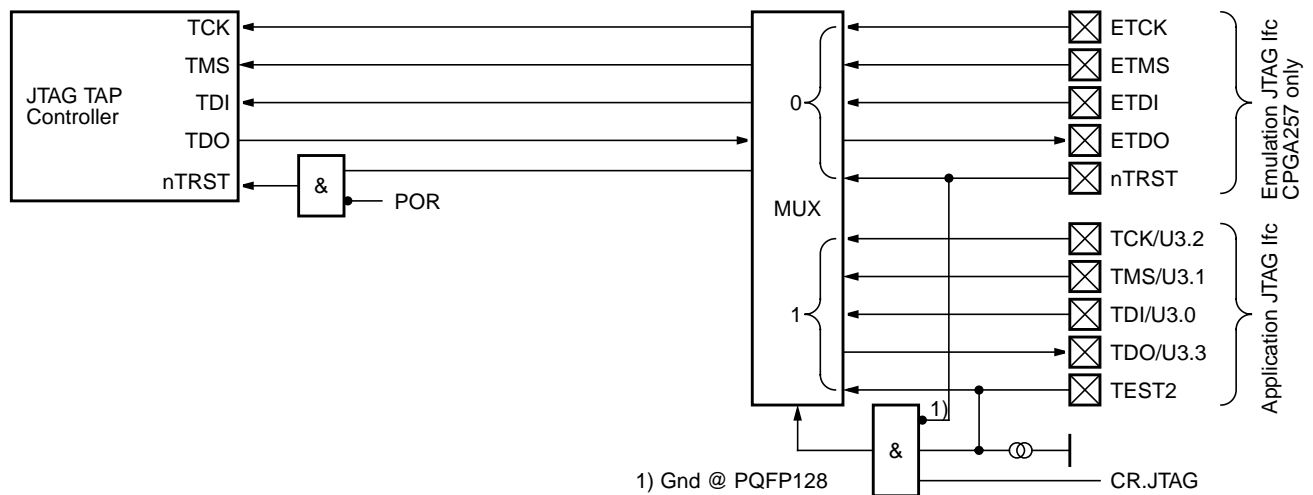 TCK
TMS
TDI
TDO
nTRST
JTAG TAP
Controller
&
POR
0
MUX
1
ETCK
ETMS
ETDI
ETDO
nTRST
Emulation JTAG Ifc
CPGA257 only
TCK/U3.2
TMS/U3.1
TDI/U3.0
TDO/U3.3
TEST2
Application JTAG Ifc
1)
&
1) Gnd @ PQFP128
CR.JTAG